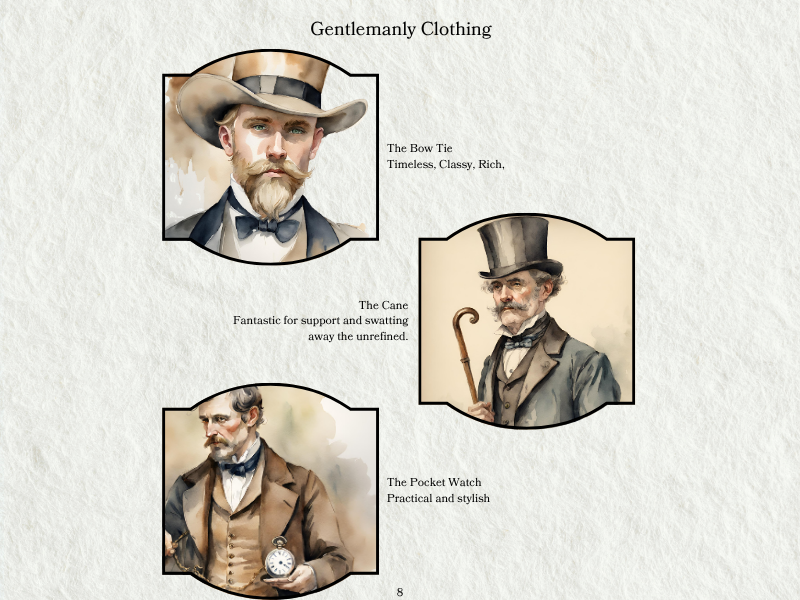 Gentlemanly Clothing
The Bow Tie
Timeless, Classy, Rich,
The Cane
Fantastic for support and swatting
away the unrefined.
The Pocket Watch
Practical and stylish
8